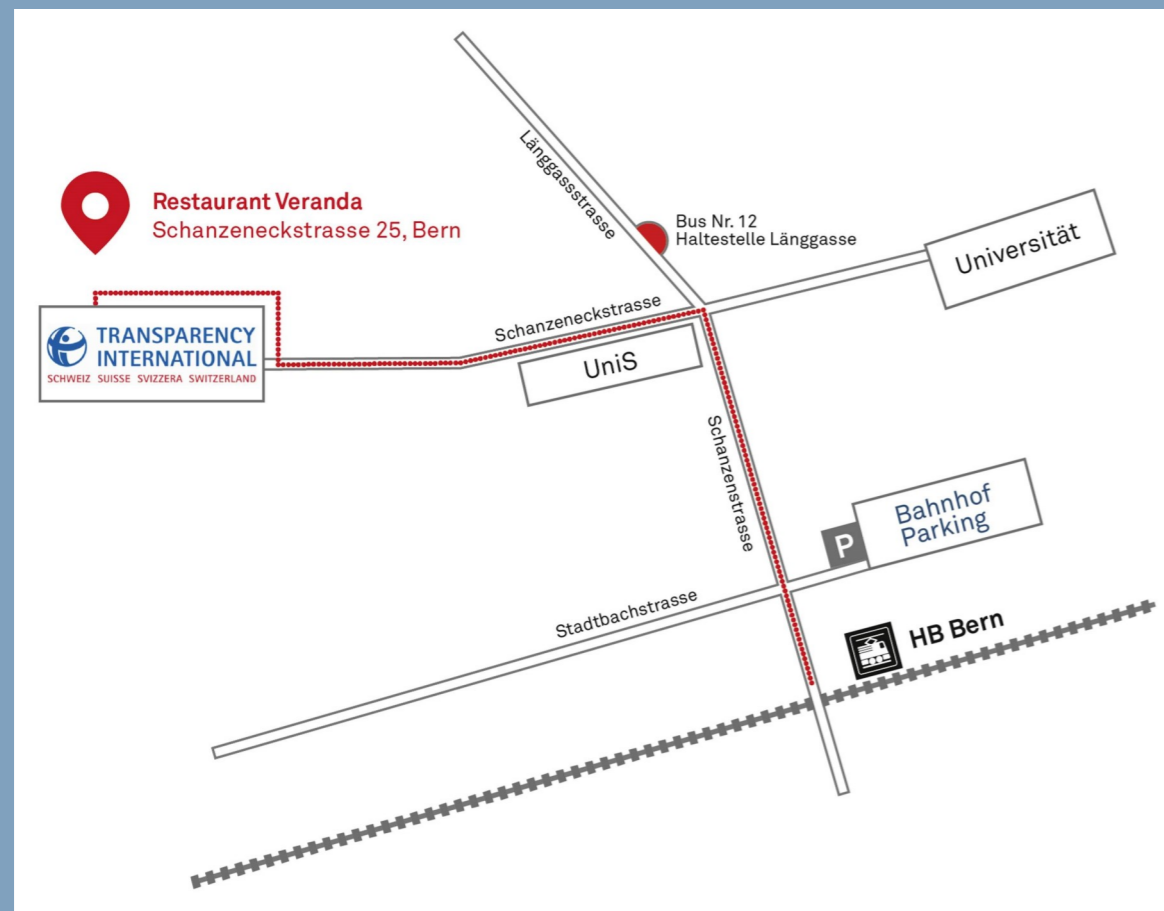 Länggassstrasse
Restaurant Veranda
Schanzeneckstrasse 25, Bern
Bus Nr. 12
Haltestelle Länggasse
Universität
Schanzeneckstrasse
TRANSPARENCY
INTERNATIONAL
SCHWEIZ SUISSE SVIZZERA SWITZERLAND
UniS
Schanzenstrasse
Bahnhof
Parking
P
Stadtbachstrasse
HB Bern